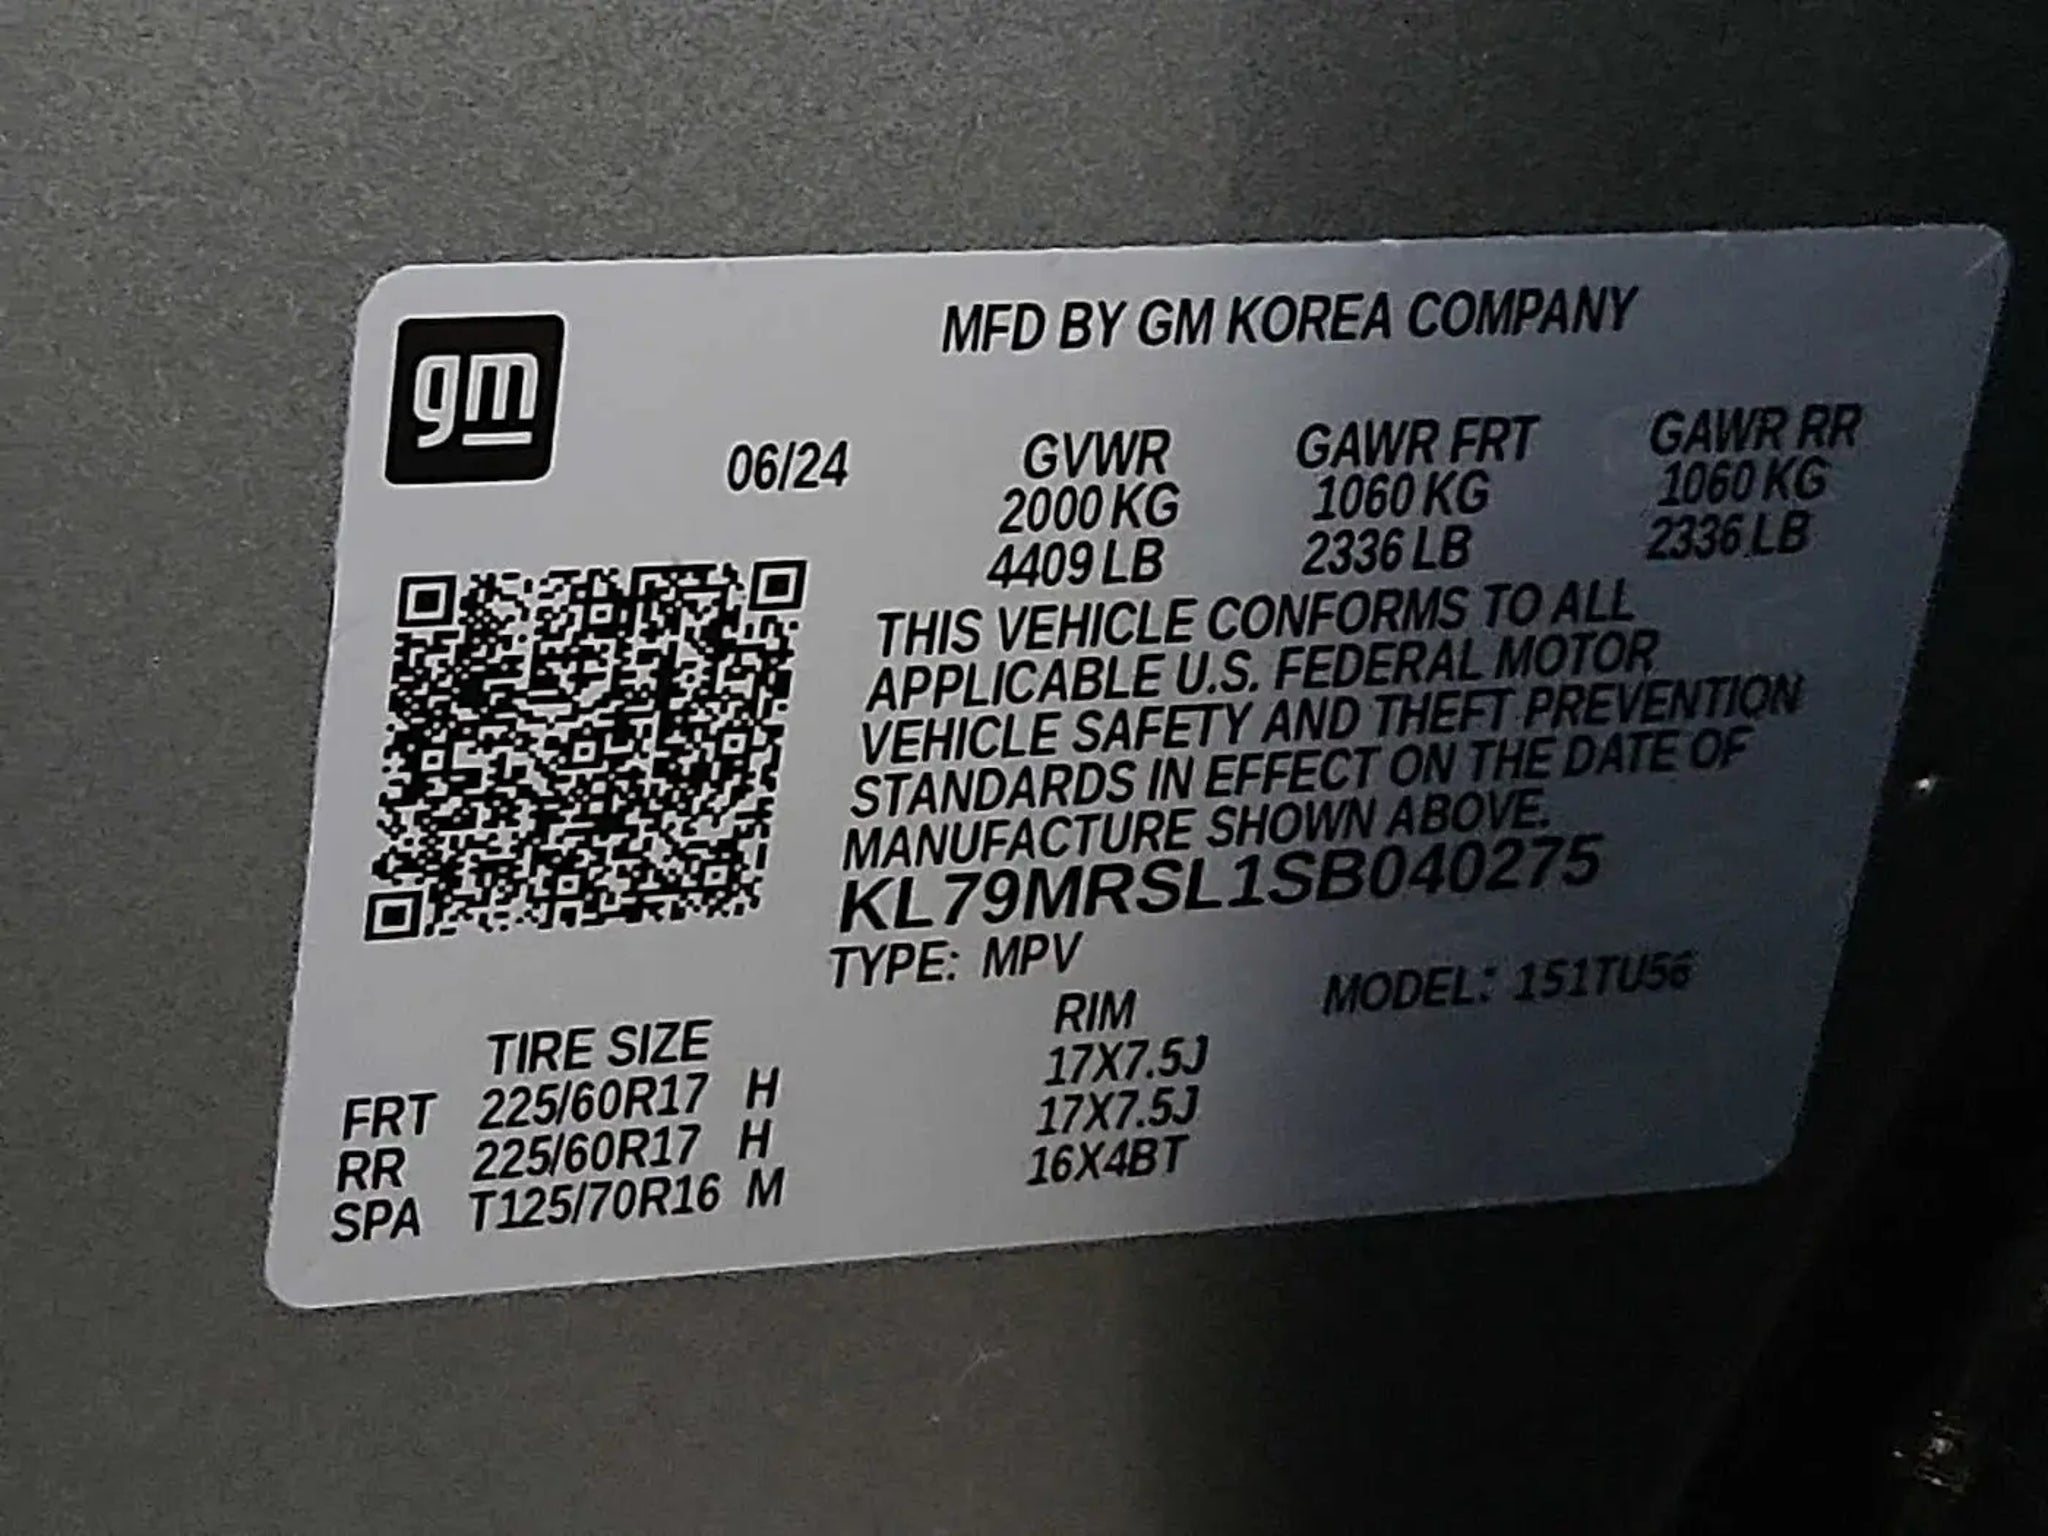 gm
MFD BY GM KOREA COMPANY
06/24 GVWR GAWR FRT GAWR RR
2000 KG 1060 KG 1060 KG
4409 LB 2336 LB 2336 LB
THIS VEHICLE CONFORMS TO ALL
APPLICABLE U.S. FEDERAL MOTOR
VEHICLE SAFETY AND THEFT PREVENTION
STANDARDS IN EFFECT ON THE DATE OF
MANUFACTURE SHOWN ABOVE.
KL79MRSL1SB040275
TYPE: MPV MODEL: 151TU56
TIRE SIZE RIM
FRT 225/60R17 H 17X7.5J
RR 225/60R17 H 17X7.5J
SPA T125/70R16 M 16X4BT